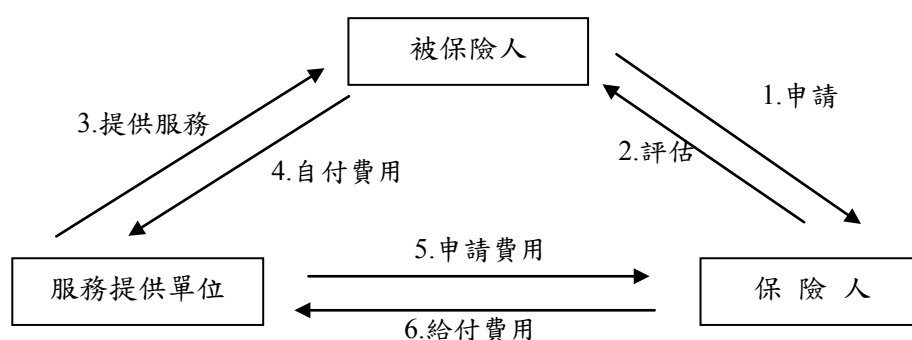 被保險人
1.申請
3.提供服務
2.評估
4.自付費用
5.申請費用
服務提供單位
保 險 人
6.給付費用